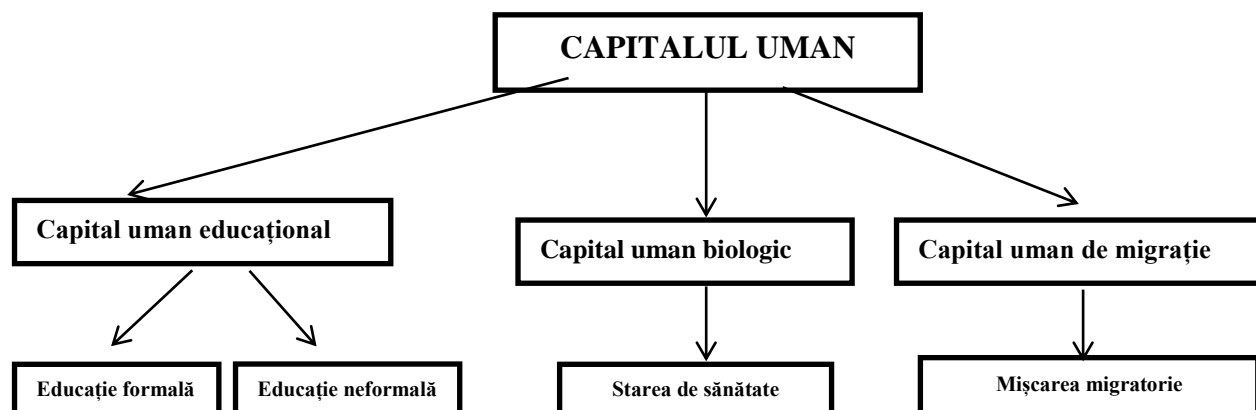 CAPITALUL UMAN
Capital uman educațional
Capital uman biologic
Capital uman de migrație
Educație formală
Educație neformală
Starea de sănătate
Mișcarea migratorie